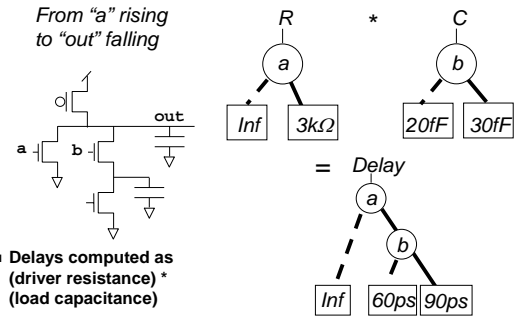 From “a” rising
to “out” falling
R * C
a
b
Inf
3kΩ
20fF
30fF
out
a
b
= Delay
a
b
Inf
60ps
90ps
Delays computed as
(driver resistance) *
(load capacitance)